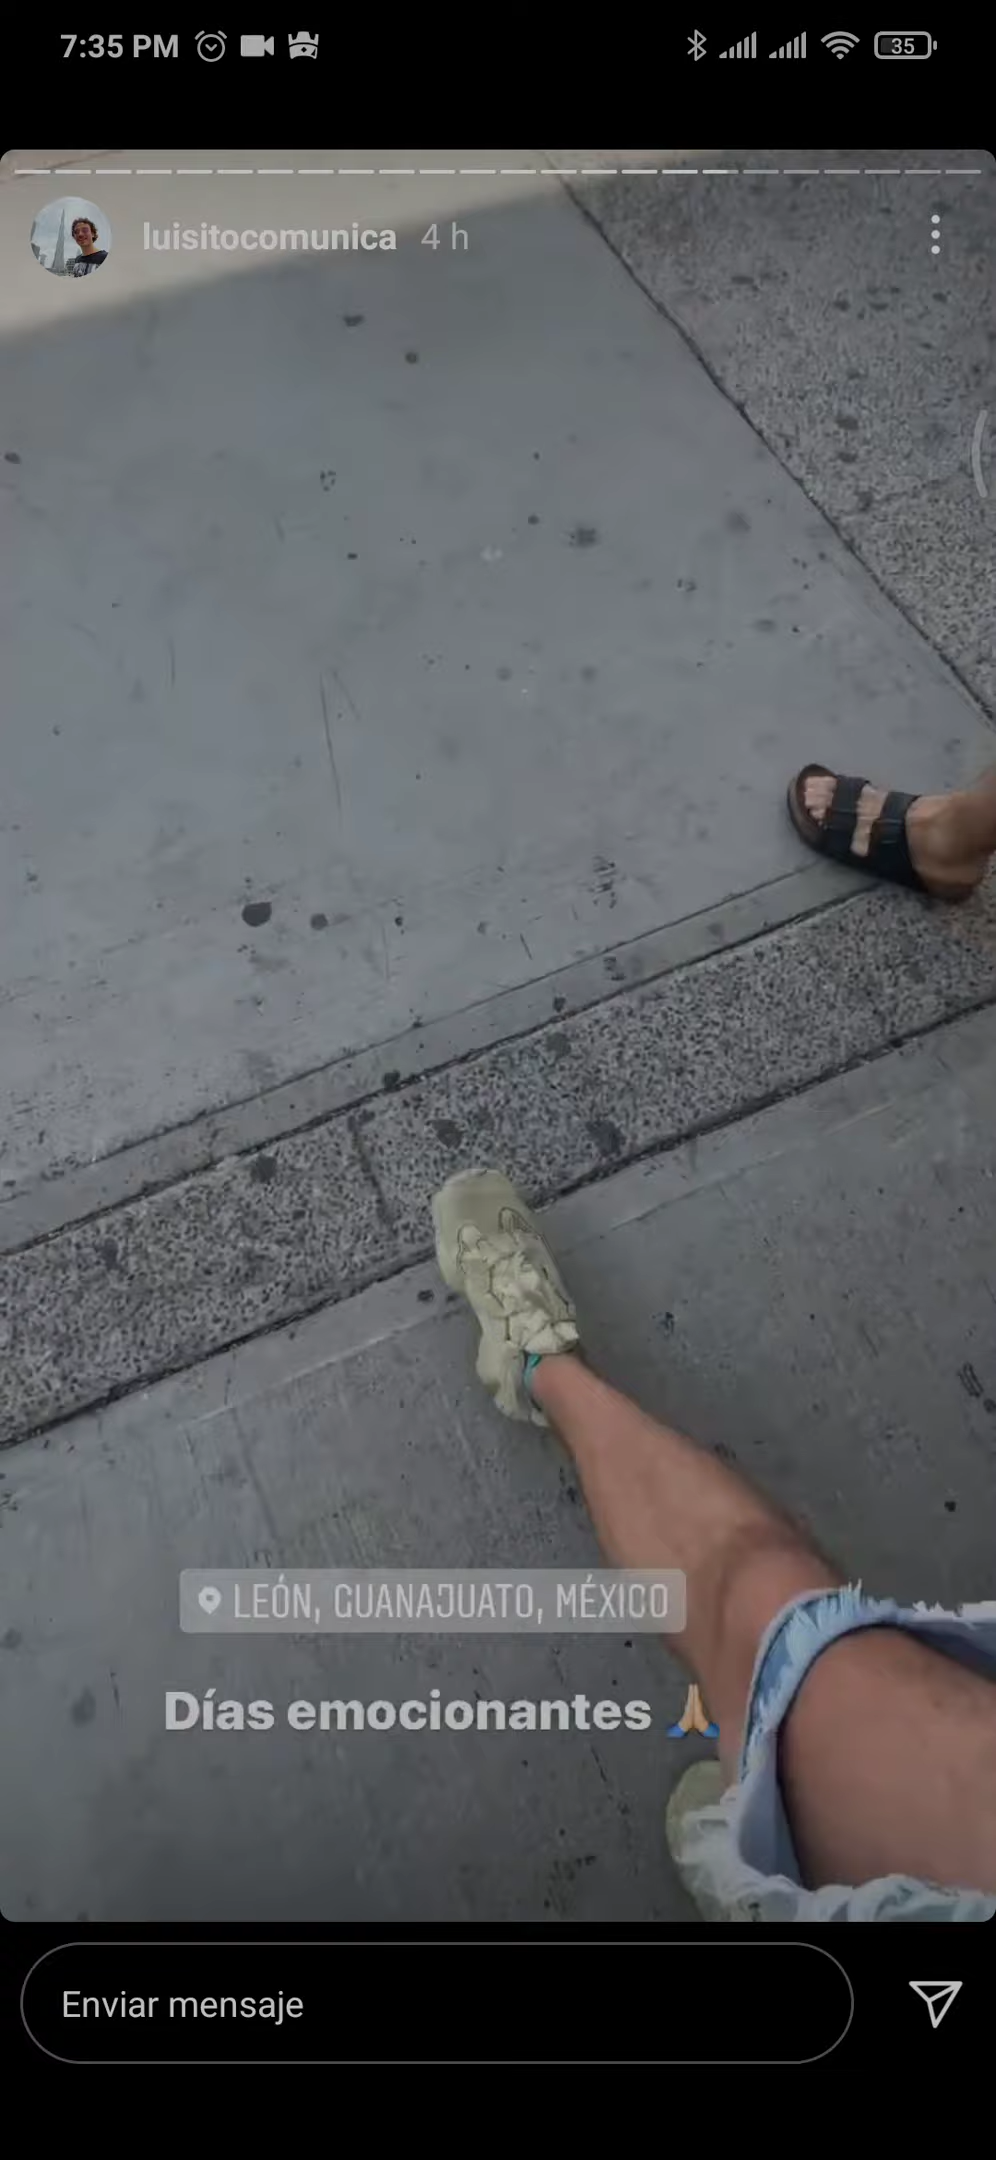 7:35 PM
35
luisitocomunica 4 h
LEÓN, GUANAJUATO, MÉXICO
Días emocionantes 🙏🏼
Enviar mensaje